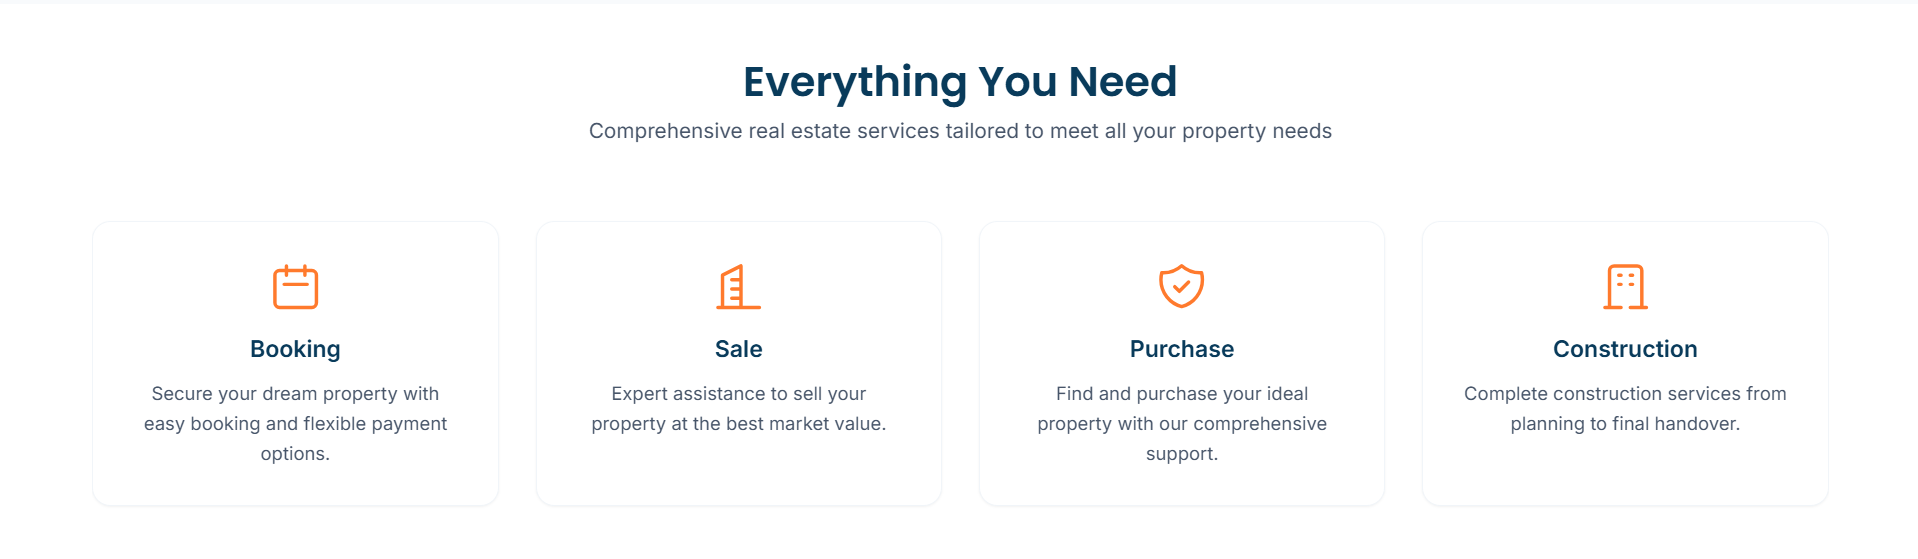 Everything You Need
Comprehensive real estate services tailored to meet all your property needs
Booking
Secure your dream property with
easy booking and flexible payment
options.
Sale
Expert assistance to sell your
property at the best market value.
Purchase
Find and purchase your ideal
property with our comprehensive
support.
Construction
Complete construction services from
planning to final handover.